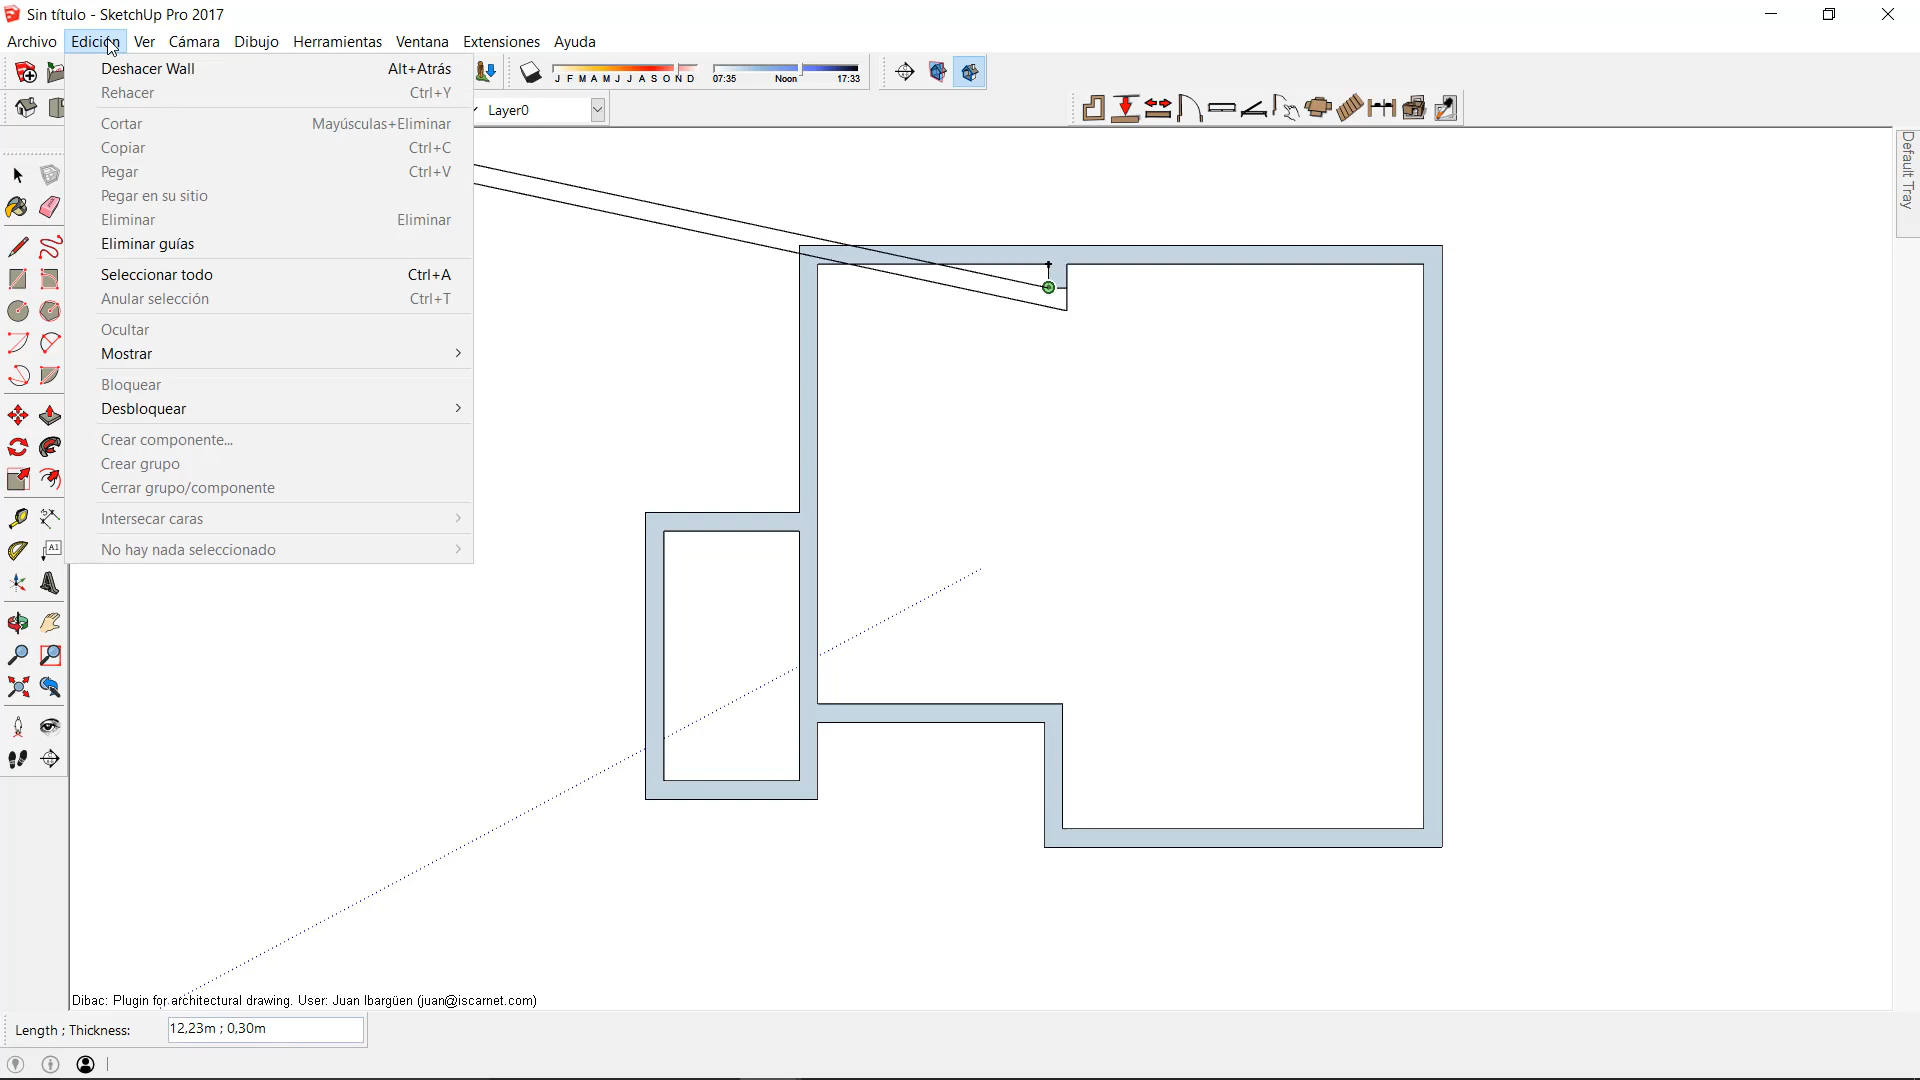 Sin título - SketchUp Pro 2017
Archivo Edición Ver Cámara Dibujo Herramientas Ventana Extensiones Ayuda
Deshacer Wall Alt+Atrás
Rehacer Ctrl+Y
Cortar Mayúsculas+Eliminar
Copiar Ctrl+C
Pegar Ctrl+V
Pegar en su sitio
Eliminar Eliminar
Eliminar guías
Seleccionar todo Ctrl+A
Anular selección Ctrl+T
Ocultar
Mostrar
Bloquear
Desbloquear
Crear componente...
Crear grupo
Cerrar grupo/componente
Intersecar caras
No hay nada seleccionado
J F M A M J J A S O N D
07:35 Noon 17:33
Layer0
Default Tray
A1
Dibac: Plugin for architectural drawing. User: Juan Ibargüen (juan@iscarnet.com)
Length ; Thickness: 12,23m ; 0,30m